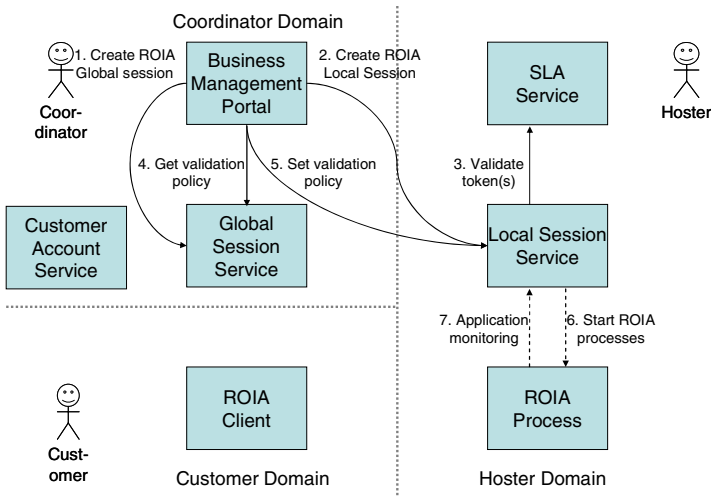 Coordinator Domain
1. Create ROIA
Global session
Coor-
dinator
Business
Management
Portal
2. Create ROIA
Local Session
SLA
Service
Hoster
4. Get validation
policy
5. Set validation
policy
3. Validate
token(s)
Customer
Account
Service
Global
Session
Service
Local Session
Service
7. Application
monitoring
6. Start ROIA
processes
Cust-
omer
ROIA
Client
ROIA
Process
Customer Domain
Hoster Domain